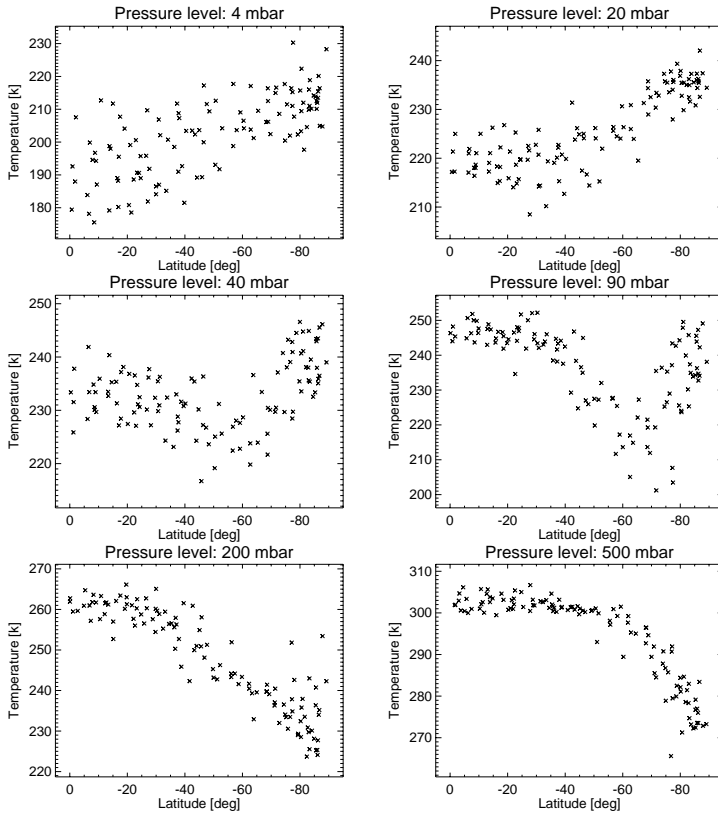 Pressure level: 4 mbar
Pressure level: 20 mbar
Temperature [k]
230
220
210
200
190
180
0 -20 -40 -60 -80
Latitude [deg]
Temperature [k]
240
230
220
210
0 -20 -40 -60 -80
Latitude [deg]
Pressure level: 40 mbar
Pressure level: 90 mbar
Temperature [k]
250
240
230
220
0 -20 -40 -60 -80
Latitude [deg]
Temperature [k]
250
240
230
220
210
200
0 -20 -40 -60 -80
Latitude [deg]
Pressure level: 200 mbar
Pressure level: 500 mbar
Temperature [k]
270
260
250
240
230
220
0 -20 -40 -60 -80
Latitude [deg]
Temperature [k]
310
300
290
280
270
0 -20 -40 -60 -80
Latitude [deg]